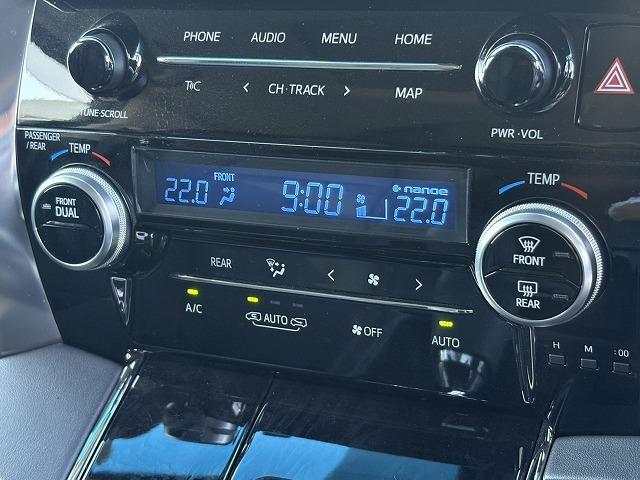 PHONE AUDIO MENU HOME
TUNE·SCROLL
T/C CH·TRACK MAP
PWR·VOL
PASSENGER
/REAR
TEMP
FRONT
DUAL
FRONT
22.0 9:00 nanoe 22.0
TEMP
FRONT
REAR
REAR
A/C AUTO OFF AUTO
H M :00